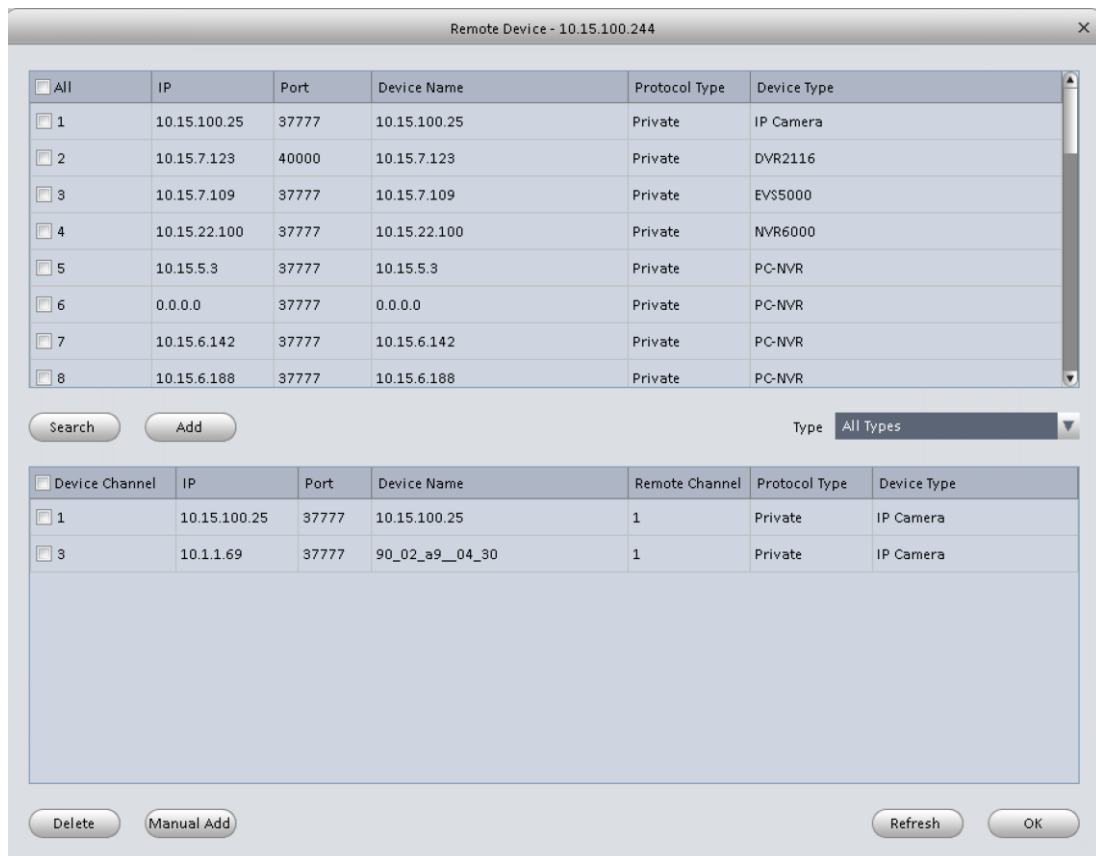 Remote Device - 10.15.100.244
All IP Port Device Name Protocol Type Device Type
1 10.15.100.25 37777 10.15.100.25 Private IP Camera
2 10.15.7.123 40000 10.15.7.123 Private DVR2116
3 10.15.7.109 37777 10.15.7.109 Private EVS5000
4 10.15.22.100 37777 10.15.22.100 Private NVR6000
5 10.15.5.3 37777 10.15.5.3 Private PC-NVR
6 0.0.0.0 37777 0.0.0.0 Private PC-NVR
7 10.15.6.142 37777 10.15.6.142 Private PC-NVR
8 10.15.6.188 37777 10.15.6.188 Private PC-NVR
Search Add Type All Types
Device Channel IP Port Device Name Remote Channel Protocol Type Device Type
1 10.15.100.25 37777 10.15.100.25 1 Private IP Camera
3 10.1.1.69 37777 90_02_a9__04_30 1 Private IP Camera
Delete Manual Add Refresh OK